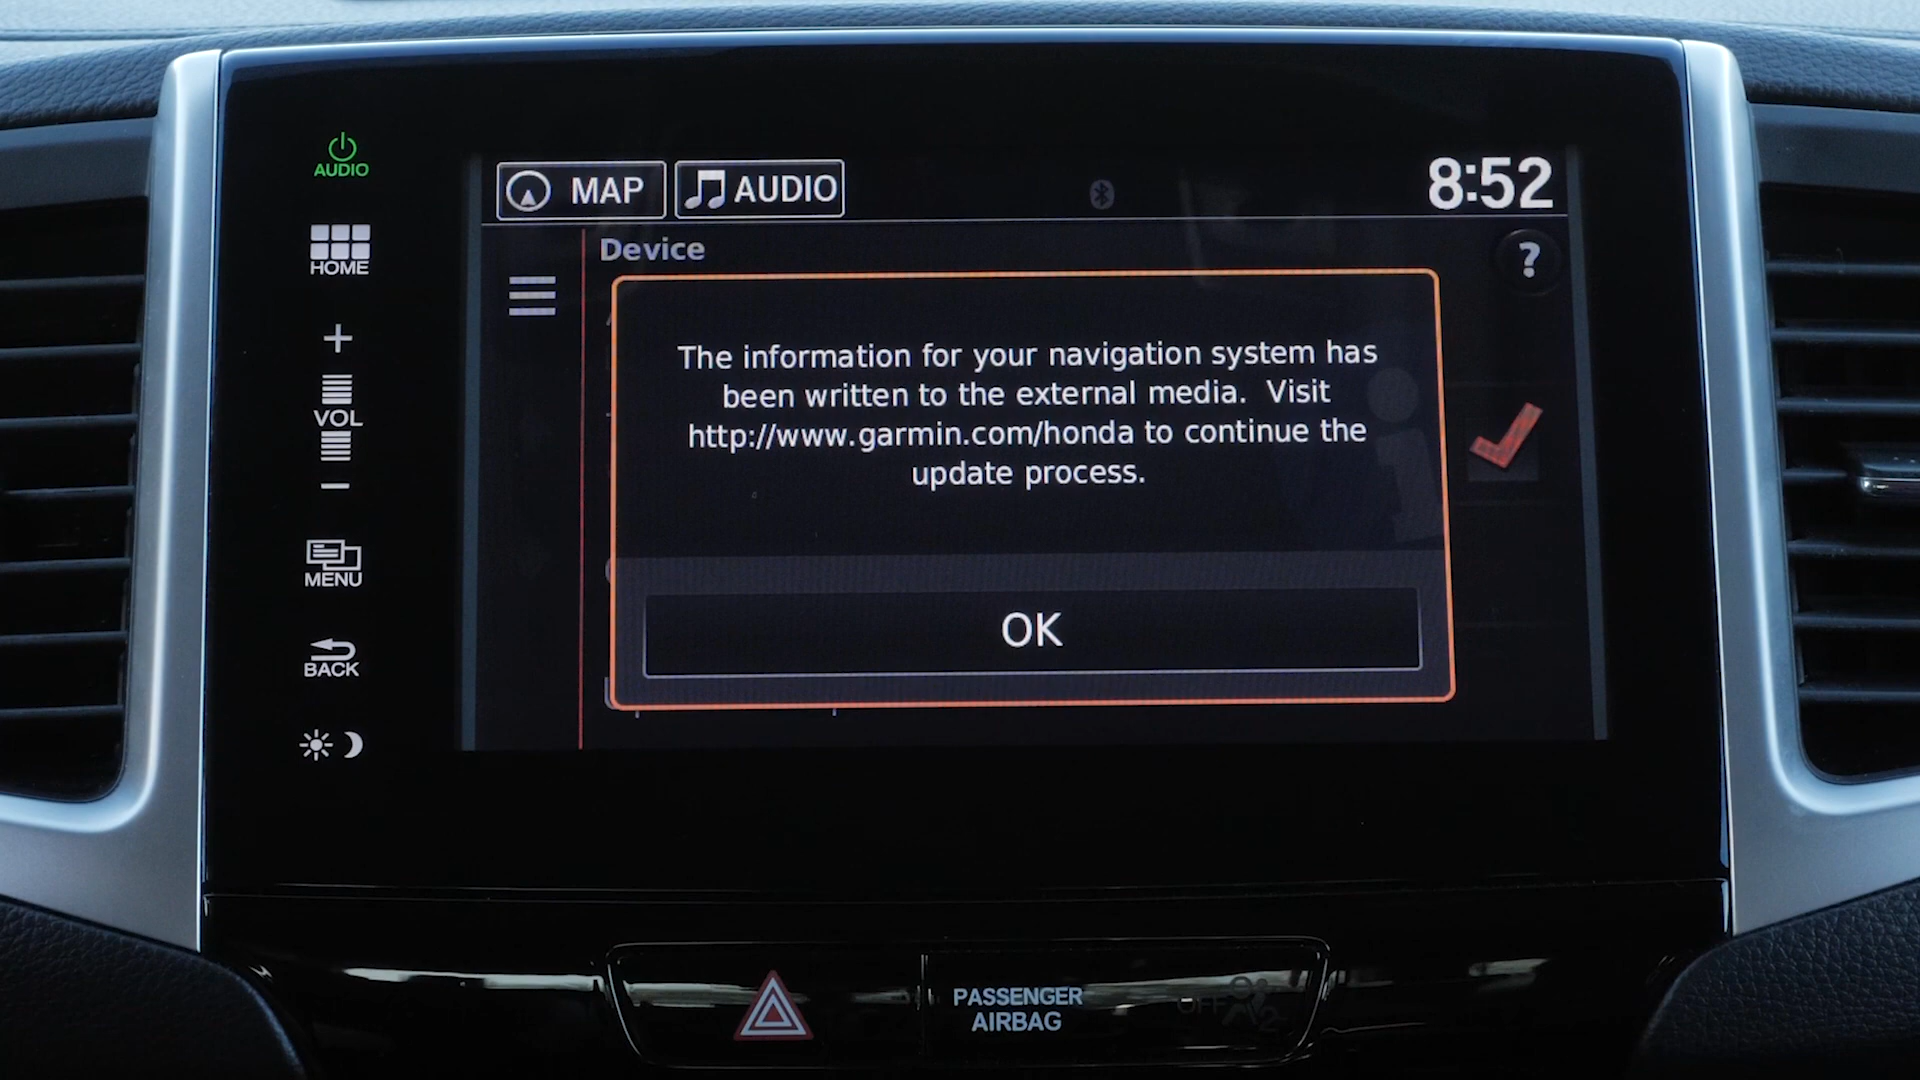 AUDIO
HOME
+
VOL
−
MENU
BACK
MAP
AUDIO
8:52
Device
?
The information for your navigation system has
been written to the external media.  Visit
http://www.garmin.com/honda to continue the
update process.
OK
PASSENGER
AIRBAG
OFF
2